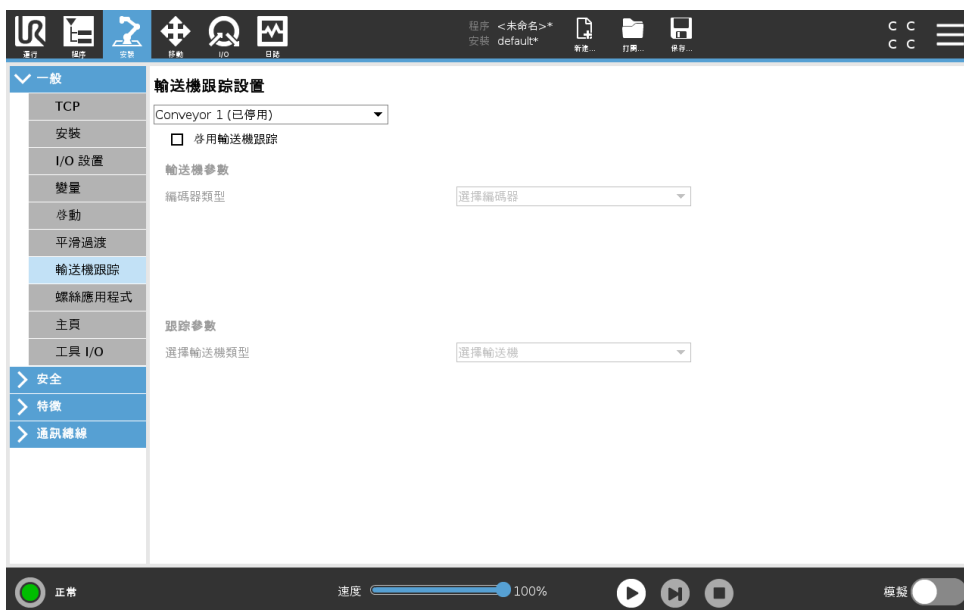 UR
運行
程序
安裝
移動
I/O
日誌
程序 <未命名>*
安裝 default*
新建...
打開...
保存...
C C
C C
一般
TCP
安裝
I/O 設置
變量
啓動
平滑過渡
輸送機跟踪
螺絲應用程式
主頁
工具 I/O
安全
特徵
通訊總線
輸送機跟踪設置
Conveyor 1 (已停用)
啓用輸送機跟踪
輸送機參數
編碼器類型
選擇編碼器
跟踪參數
選擇輸送機類型
選擇輸送機
正常
速度
100%
模擬